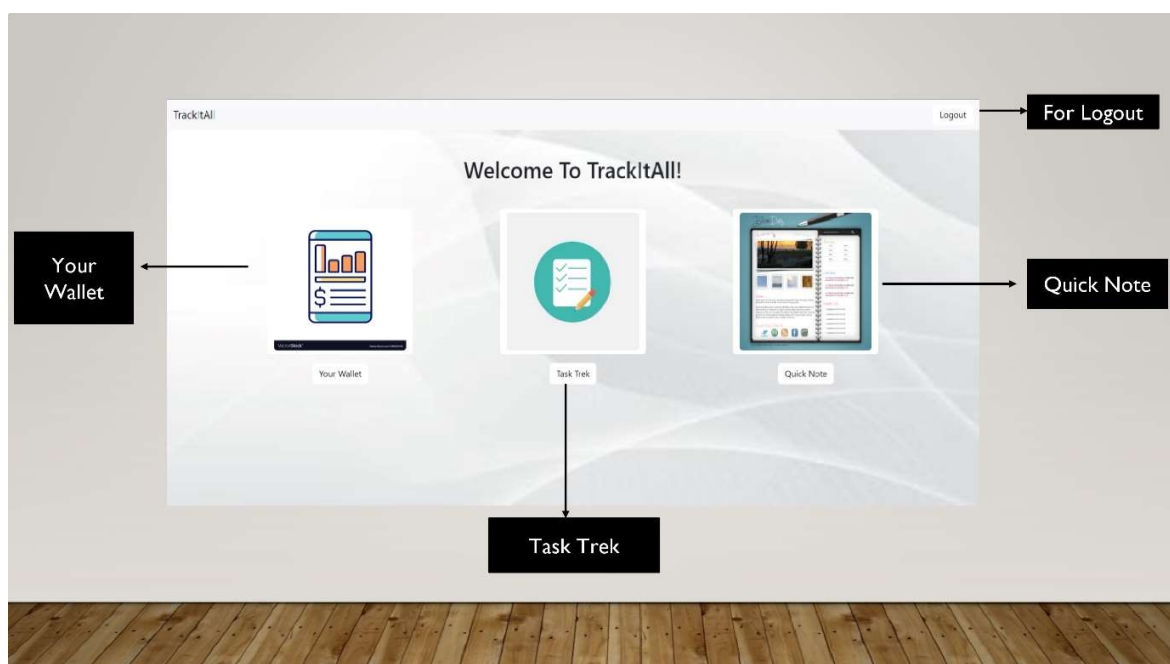 TrackItAll
Logout
For Logout
Welcome To TrackItAll!
Your
Wallet
Quick Note
Your Wallet
Task Trek
Quick Note
Task Trek